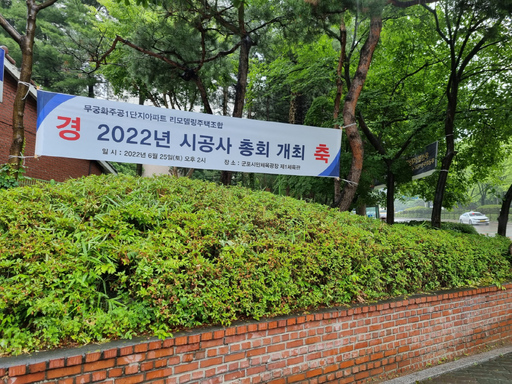 무궁화주공1단지아파트 리모델링주택조합
경 2022년 시공사 총회 개최 축
일 시 : 2022년 6월 25일(토) 오후 2시 장 소 : 군포시민체육광장 제1체육관